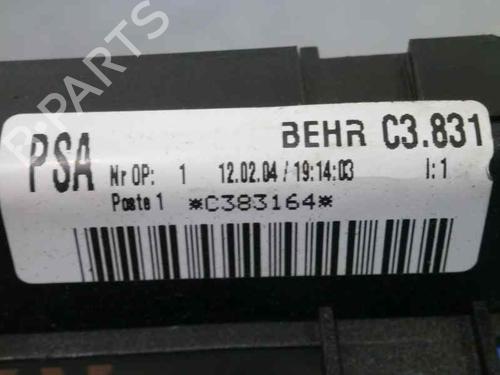 B-PARTS
PSA BEHR C3.831
Nr OP: 1 12.02.04 / 19:14:03 I: 1
Poste 1 *C383164*